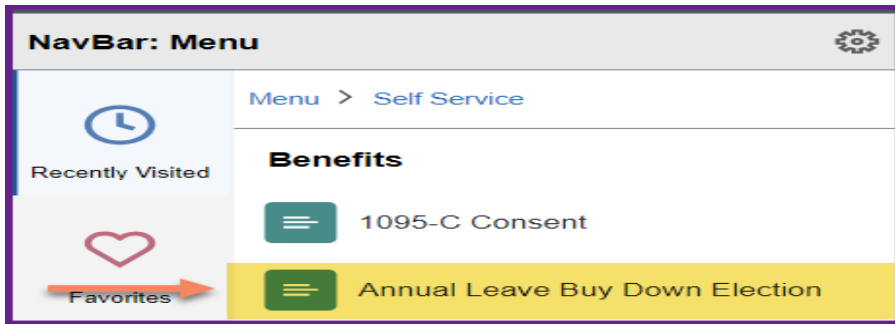 NavBar: Menu
Menu > Self Service
Recently Visited
Benefits
1095-C Consent
Favorites
Annual Leave Buy Down Election